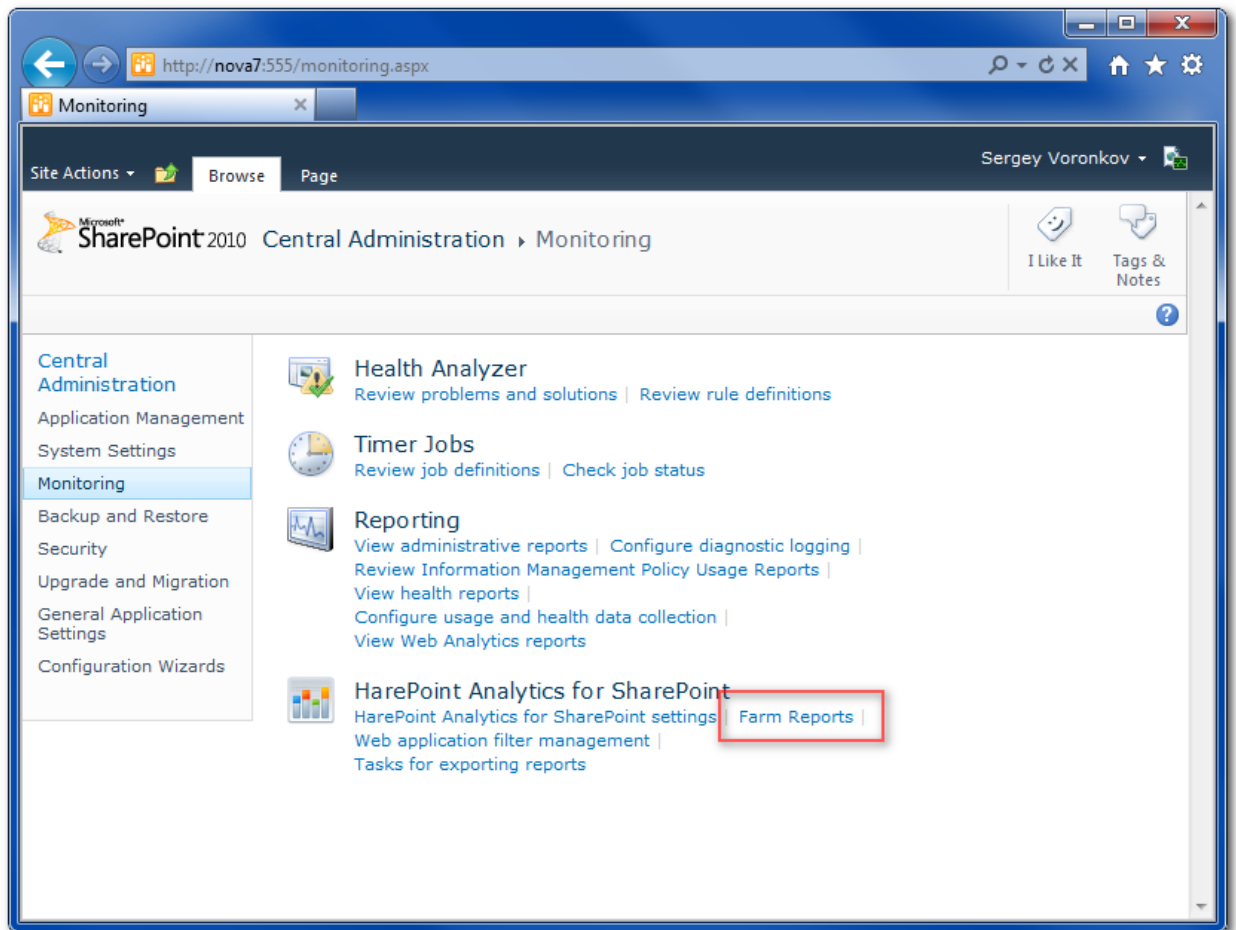 http://nova7:555/monitoring.aspx
Monitoring
Sergey Voronkov
Site Actions
Browse
Page
Microsoft
SharePoint 2010 Central Administration Monitoring
I Like It
Tags &
Notes
Central
Administration
Application Management
System Settings
Monitoring
Backup and Restore
Security
Upgrade and Migration
General Application
Settings
Configuration Wizards
Health Analyzer
Review problems and solutions | Review rule definitions
Timer Jobs
Review job definitions | Check job status
Reporting
View administrative reports | Configure diagnostic logging |
Review Information Management Policy Usage Reports |
View health reports |
Configure usage and health data collection |
View Web Analytics reports
HarePoint Analytics for SharePoint
HarePoint Analytics for SharePoint settings | Farm Reports |
Web application filter management |
Tasks for exporting reports